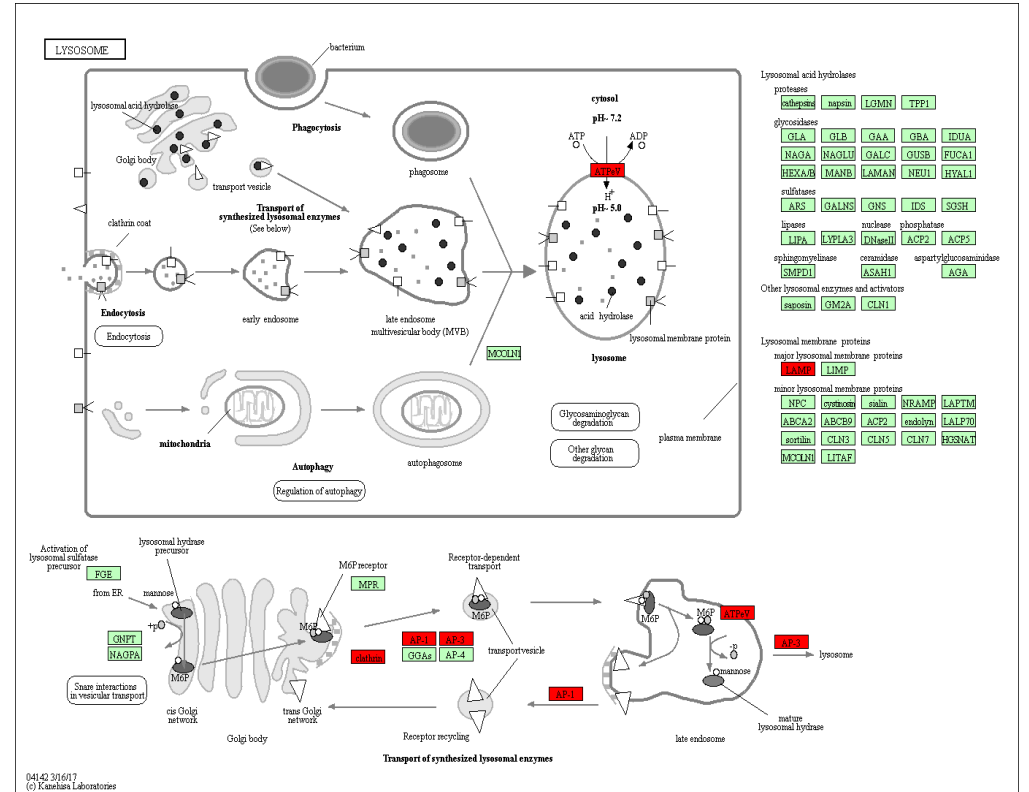 LYSOSOME
bacterium
lysosomal acid hydrolase
Phagocytosis
Golgi body
phagosome
transport vesicle
cytosol
pH~ 7.2
ATP
ADP
ATPeV
H+
pH~ 5.0
Transport of
synthesized lysosomal enzymes
(See below)
clathrin coat
Endocytosis
Endocytosis
early endosome
late endosome
multivesicular body (MVB)
acid hydrolase
lysosomal membrane protein
lysosome
MCOLN1
mitochondria
Autophagy
Regulation of autophagy
autophagosome
Glycosaminoglycan
degradation
Other glycan
degradation
plasma membrane
Lysosomal acid hydrolases
proteases
cathepsins napsin LGMN TPP1
glycosidases
GLA GLB GAA GBA IDUA
NAGA NAGLU GALC GUSB FUCA1
HEXA/B MANB LAMAN NEU1 HYAL1
sulfatases
ARS GALNS GNS IDS SGSH
lipases nuclease phosphatase
LIPA LYPLA3 DNaseII ACP2 ACP5
sphingomyelinase ceramidase aspartylglucosaminidase
SMPD1 ASAH1 AGA
Other lysosomal enzymes and activators
saposin GM2A CLN1
Lysosomal membrane proteins
major lysosomal membrane proteins
LAMP LIMP
minor lysosomal membrane proteins
NPC cystinosin sialin NRAMP LAPTM
ABCA2 ABCB9 ACP2 endolyn LALP70
sortilin CLN3 CLN5 CLN7 HGSNAT
MCOLN1 LITAF
Activation of
lysosomal sulfatase
precursor
FGE
lysosomal hydrase
precursor
from ER
mannose
+p
GNPT
NAGPA
M6P
Snare interactions
in vesicular transport
cis Golgi
network
Golgi body
trans Golgi
network
M6P receptor
MPR
M6P
clathrin
AP-1
GGAs AP-4
Receptor-dependent
transport
M6P
transport vesicle
Receptor recycling
AP-1
M6P
M6P
ATPeV
-p
mannose
AP-3
lysosome
mature
lysosomal hydrase
late endosome
Transport of synthesized lysosomal enzymes
04142 3/16/17
(c) Kanehisa Laboratories